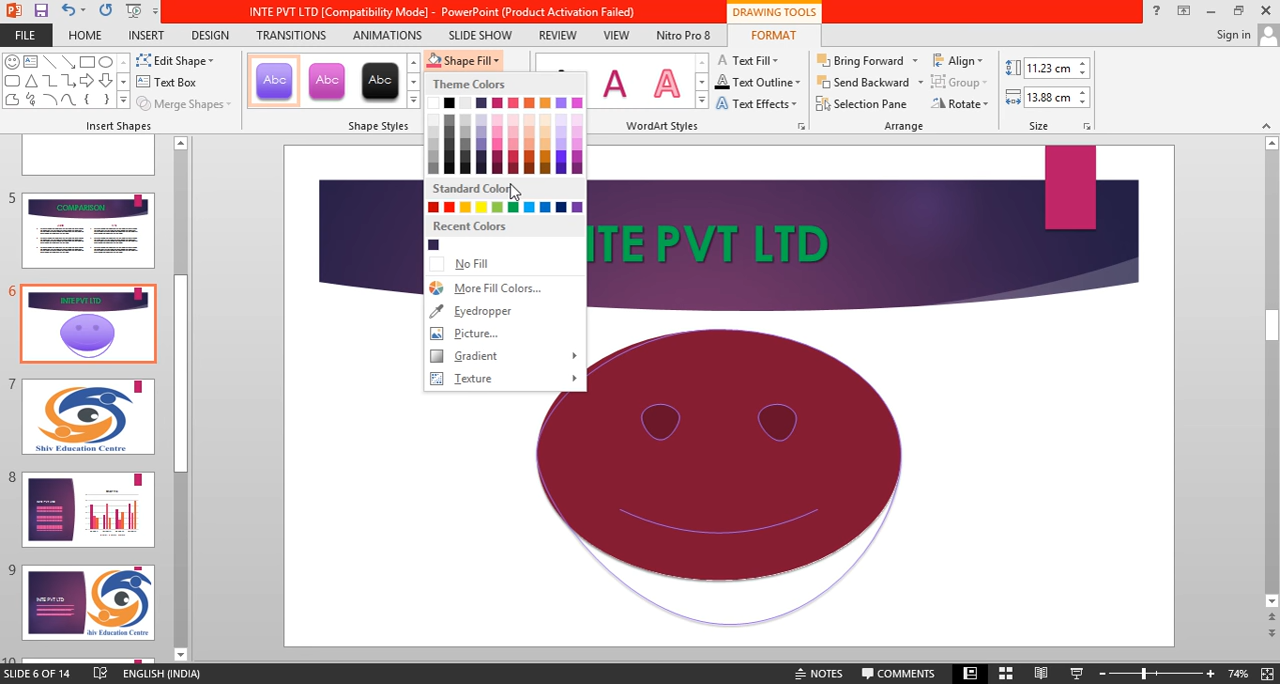 INTE PVT LTD [Compatibility Mode] - PowerPoint (Product Activation Failed)
DRAWING TOOLS
FILE HOME INSERT DESIGN TRANSITIONS ANIMATIONS SLIDE SHOW REVIEW VIEW Nitro Pro 8 FORMAT Sign in
Edit Shape
Text Box
Merge Shapes
Insert Shapes
Abc Abc Abc
Shape Styles
Shape Fill
Theme Colors
Standard Color
Recent Colors
No Fill
More Fill Colors...
Eyedropper
Picture...
Gradient
Texture
A A
WordArt Styles
Text Fill
Text Outline
Text Effects
Bring Forward
Send Backward
Selection Pane
Align
Group
Rotate
Arrange
11.23 cm
13.88 cm
Size
5
COMPARISON
6
INTE PVT LTD
7
Shiv Education Centre
8
INTE PVT LTD
9
INTE PVT LTD
Shiv Education Centre
10
NTE PVT LTD
SLIDE 6 OF 14 ENGLISH (INDIA) NOTES COMMENTS 74%